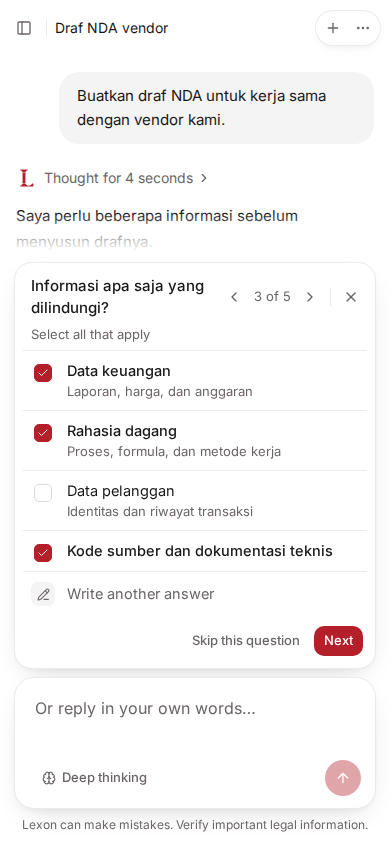 Draf NDA vendor
Buatkan draf NDA untuk kerja sama
dengan vendor kami.
L Thought for 4 seconds
Saya perlu beberapa informasi sebelum
menyusun drafnya.
Informasi apa saja yang
dilindungi?
3 of 5
Select all that apply
Data keuangan
Laporan, harga, dan anggaran
Rahasia dagang
Proses, formula, dan metode kerja
Data pelanggan
Identitas dan riwayat transaksi
Kode sumber dan dokumentasi teknis
Write another answer
Skip this question
Next
Or reply in your own words...
Deep thinking
Lexon can make mistakes. Verify important legal information.